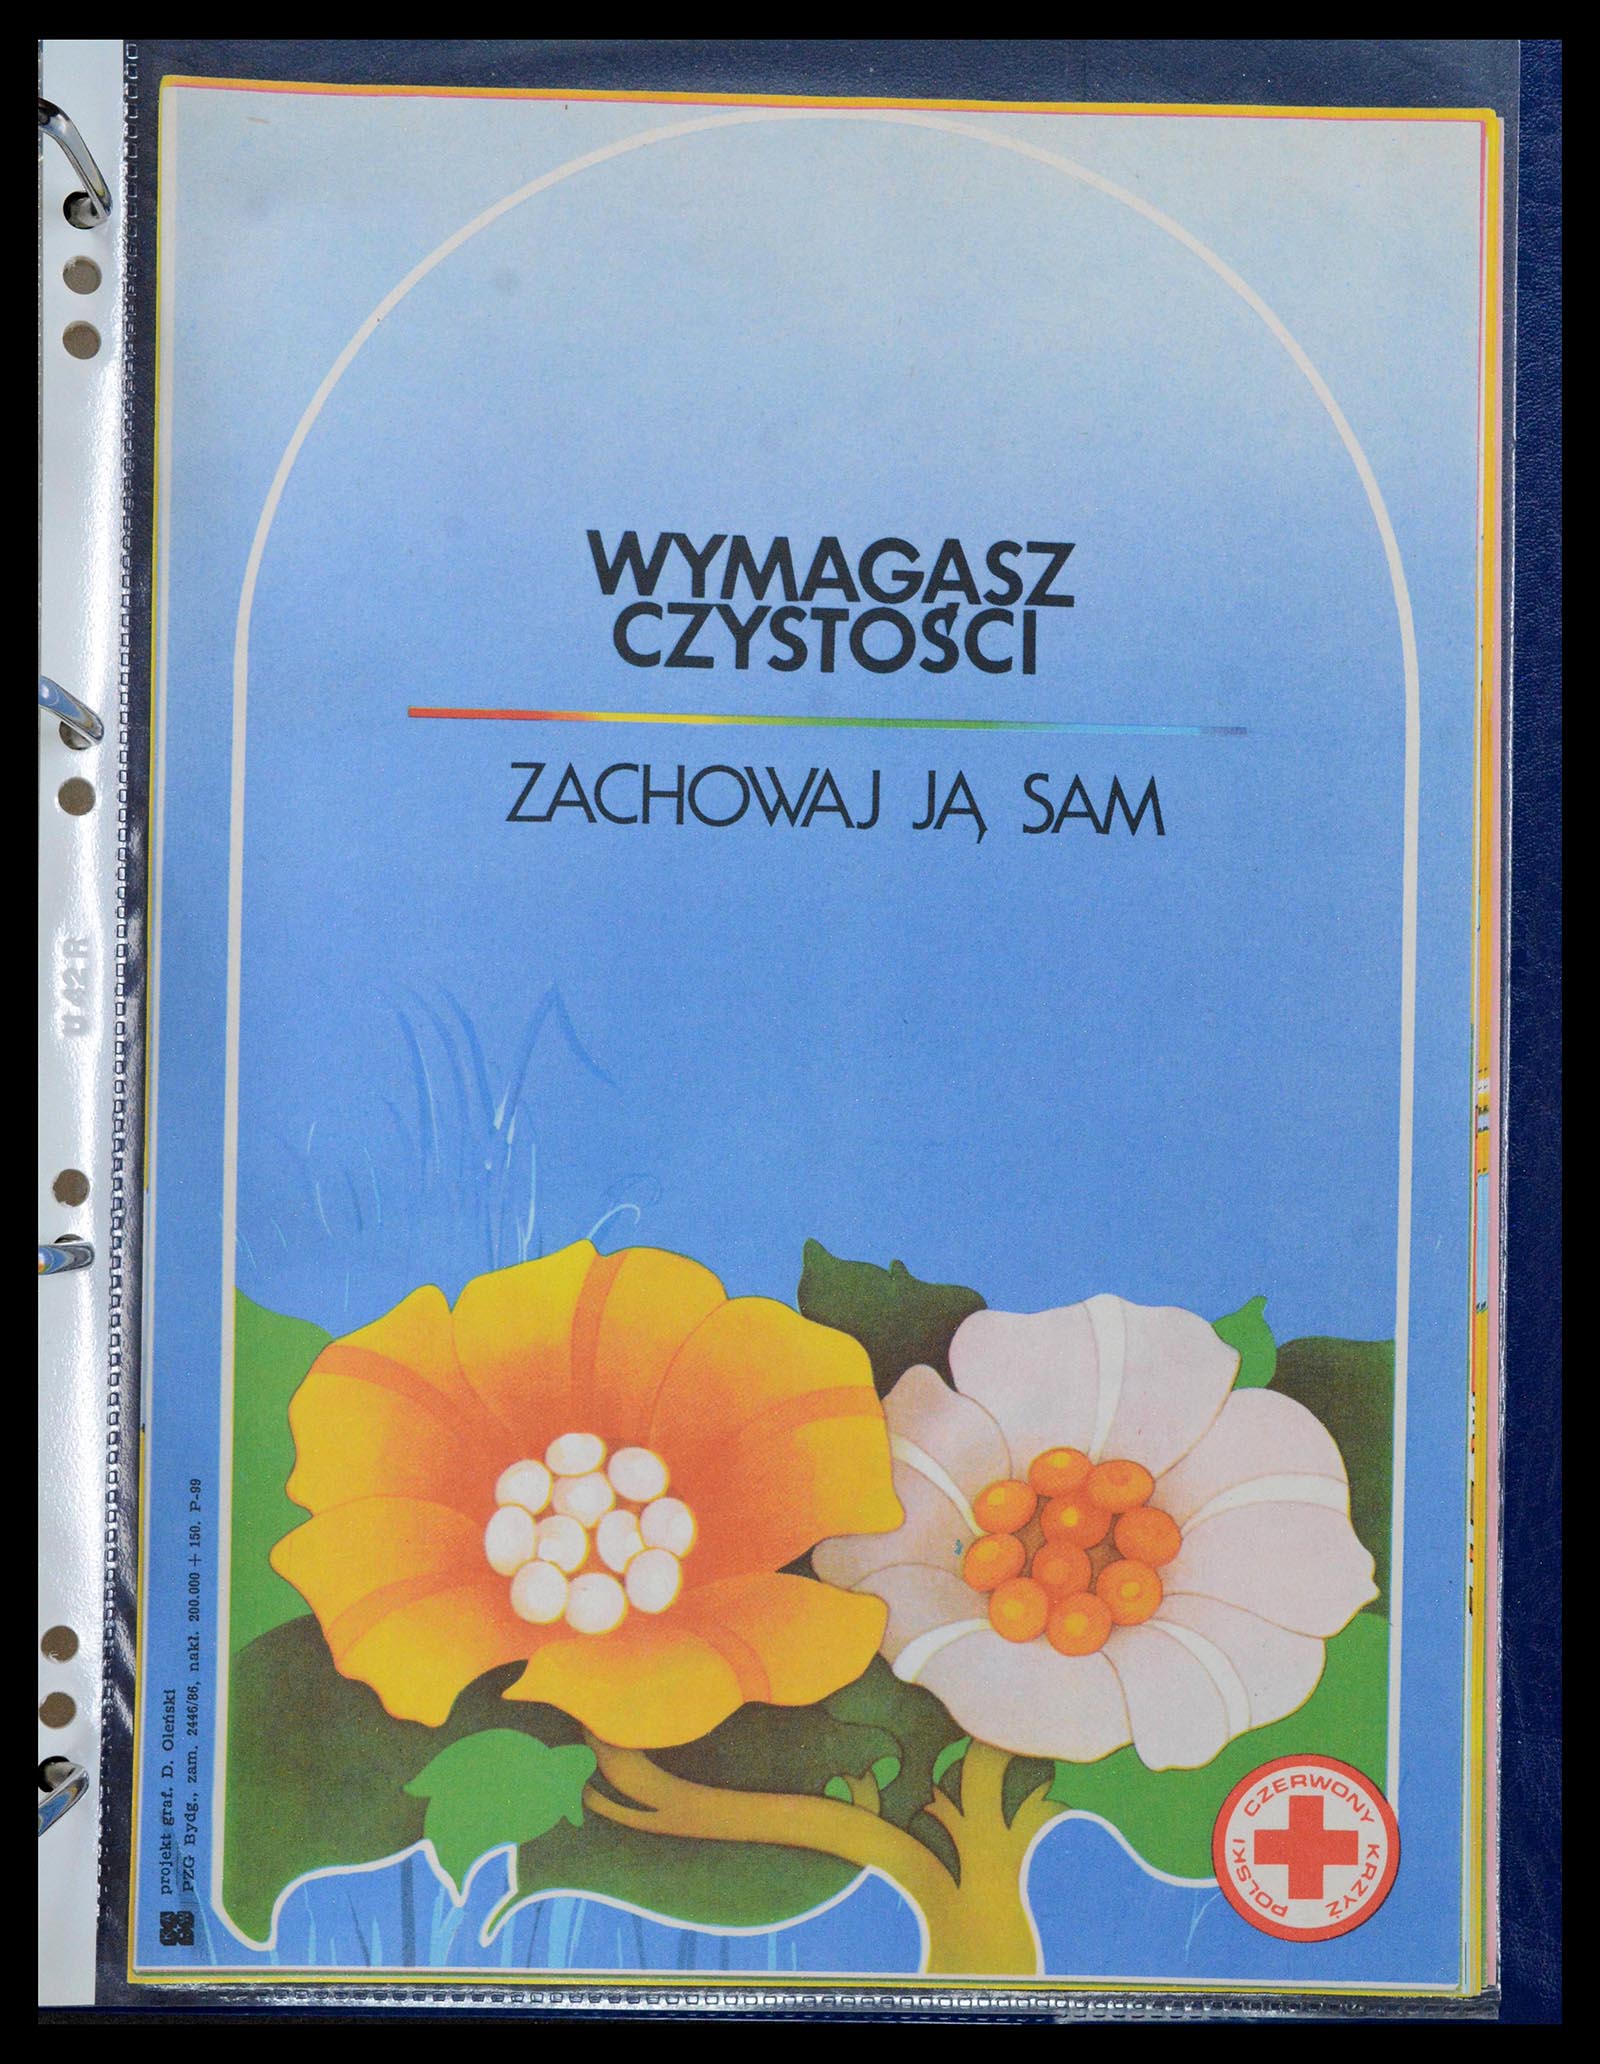 WYMAGASZ
CZYSTOŚCI
ZACHOWAJ JĄ SAM
U 42 R
projekt graf. D. Oleński
PZG Bydg., zam. 2446/86, nakł. 200.000 + 150. P-99
POLSKI CZERWONY KRZYŻ